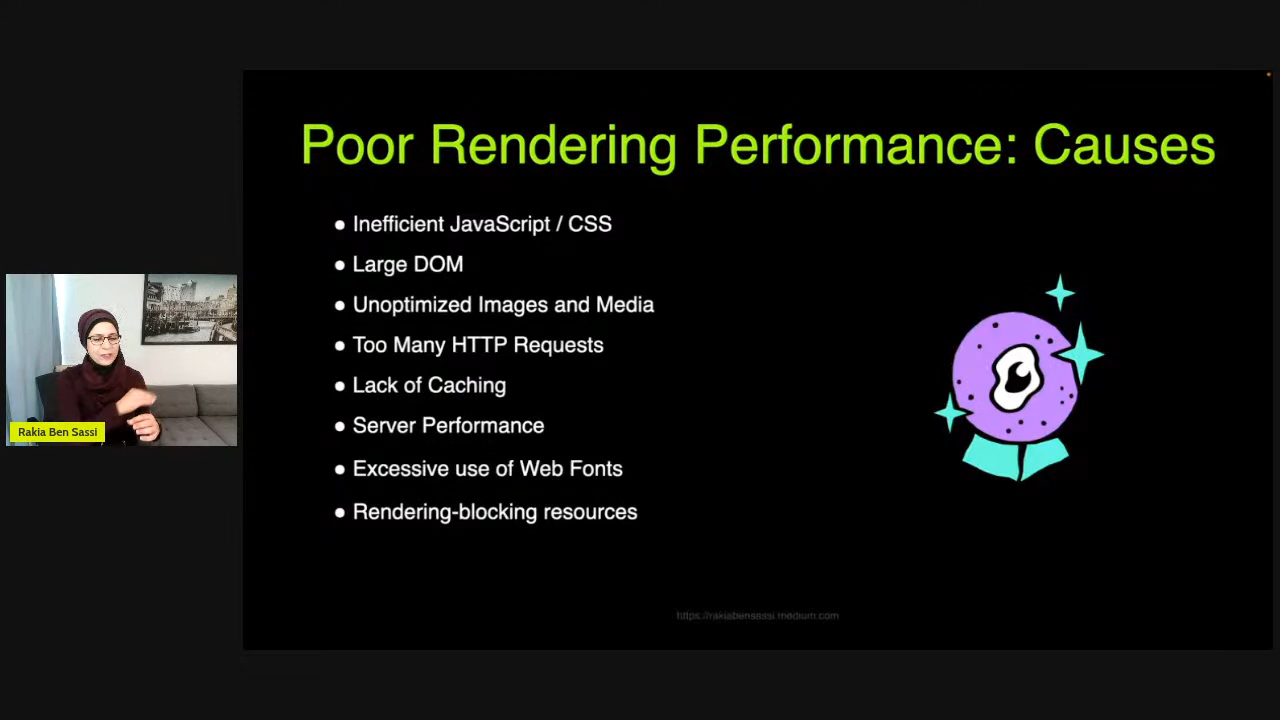 Poor Rendering Performance: Causes
● Inefficient JavaScript / CSS
● Large DOM
● Unoptimized Images and Media
● Too Many HTTP Requests
● Lack of Caching
● Server Performance
● Excessive use of Web Fonts
● Rendering-blocking resources
Rakia Ben Sassi
https://rakiabensassi.medium.com